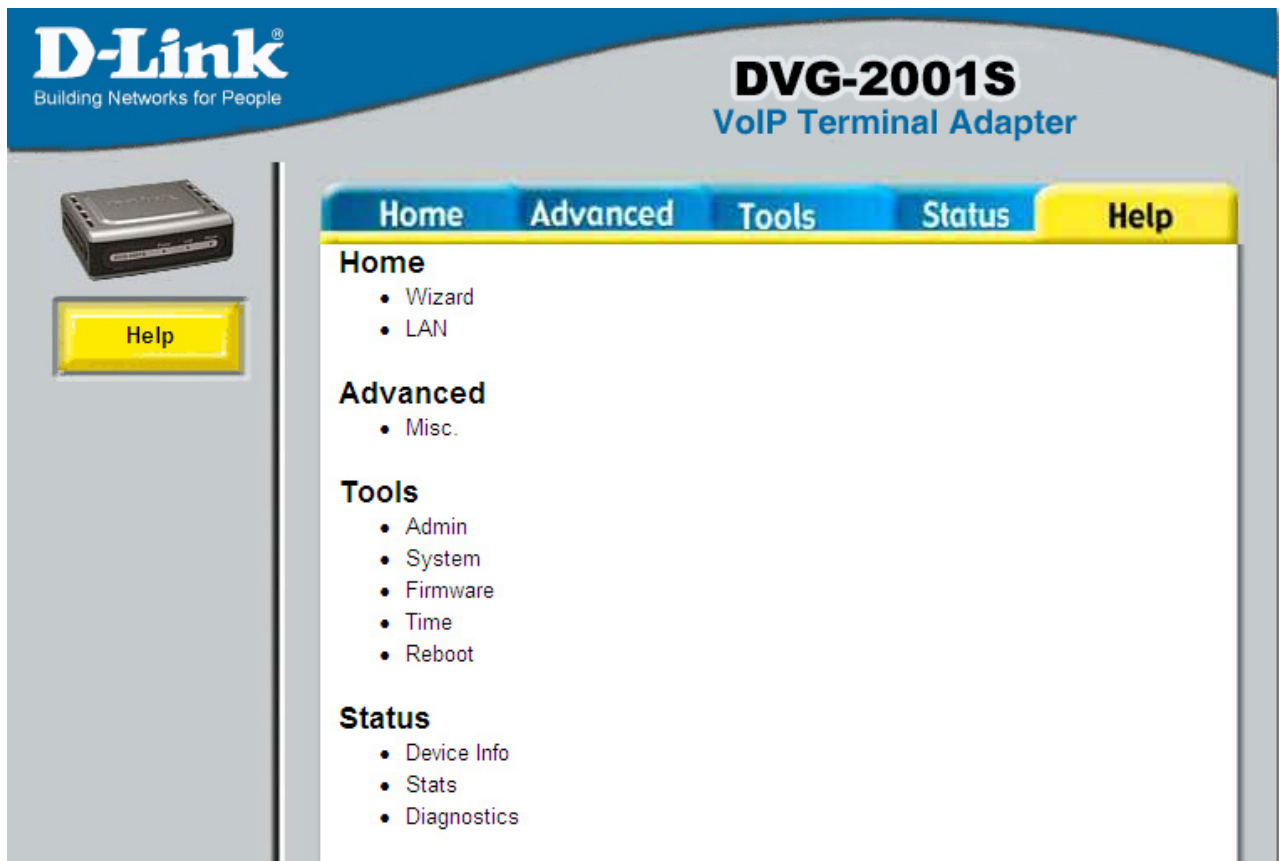 D-Link®
Building Networks for People
DVG-2001S
VoIP Terminal Adapter
Home Advanced Tools Status Help
Help
Home
• Wizard
• LAN
Advanced
• Misc.
Tools
• Admin
• System
• Firmware
• Time
• Reboot
Status
• Device Info
• Stats
• Diagnostics